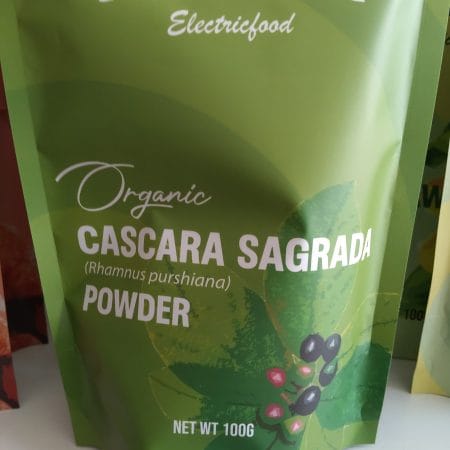 Electricfood
Organic
CASCARA SAGRADA
(Rhamnus purshiana)
POWDER
NET WT 100G